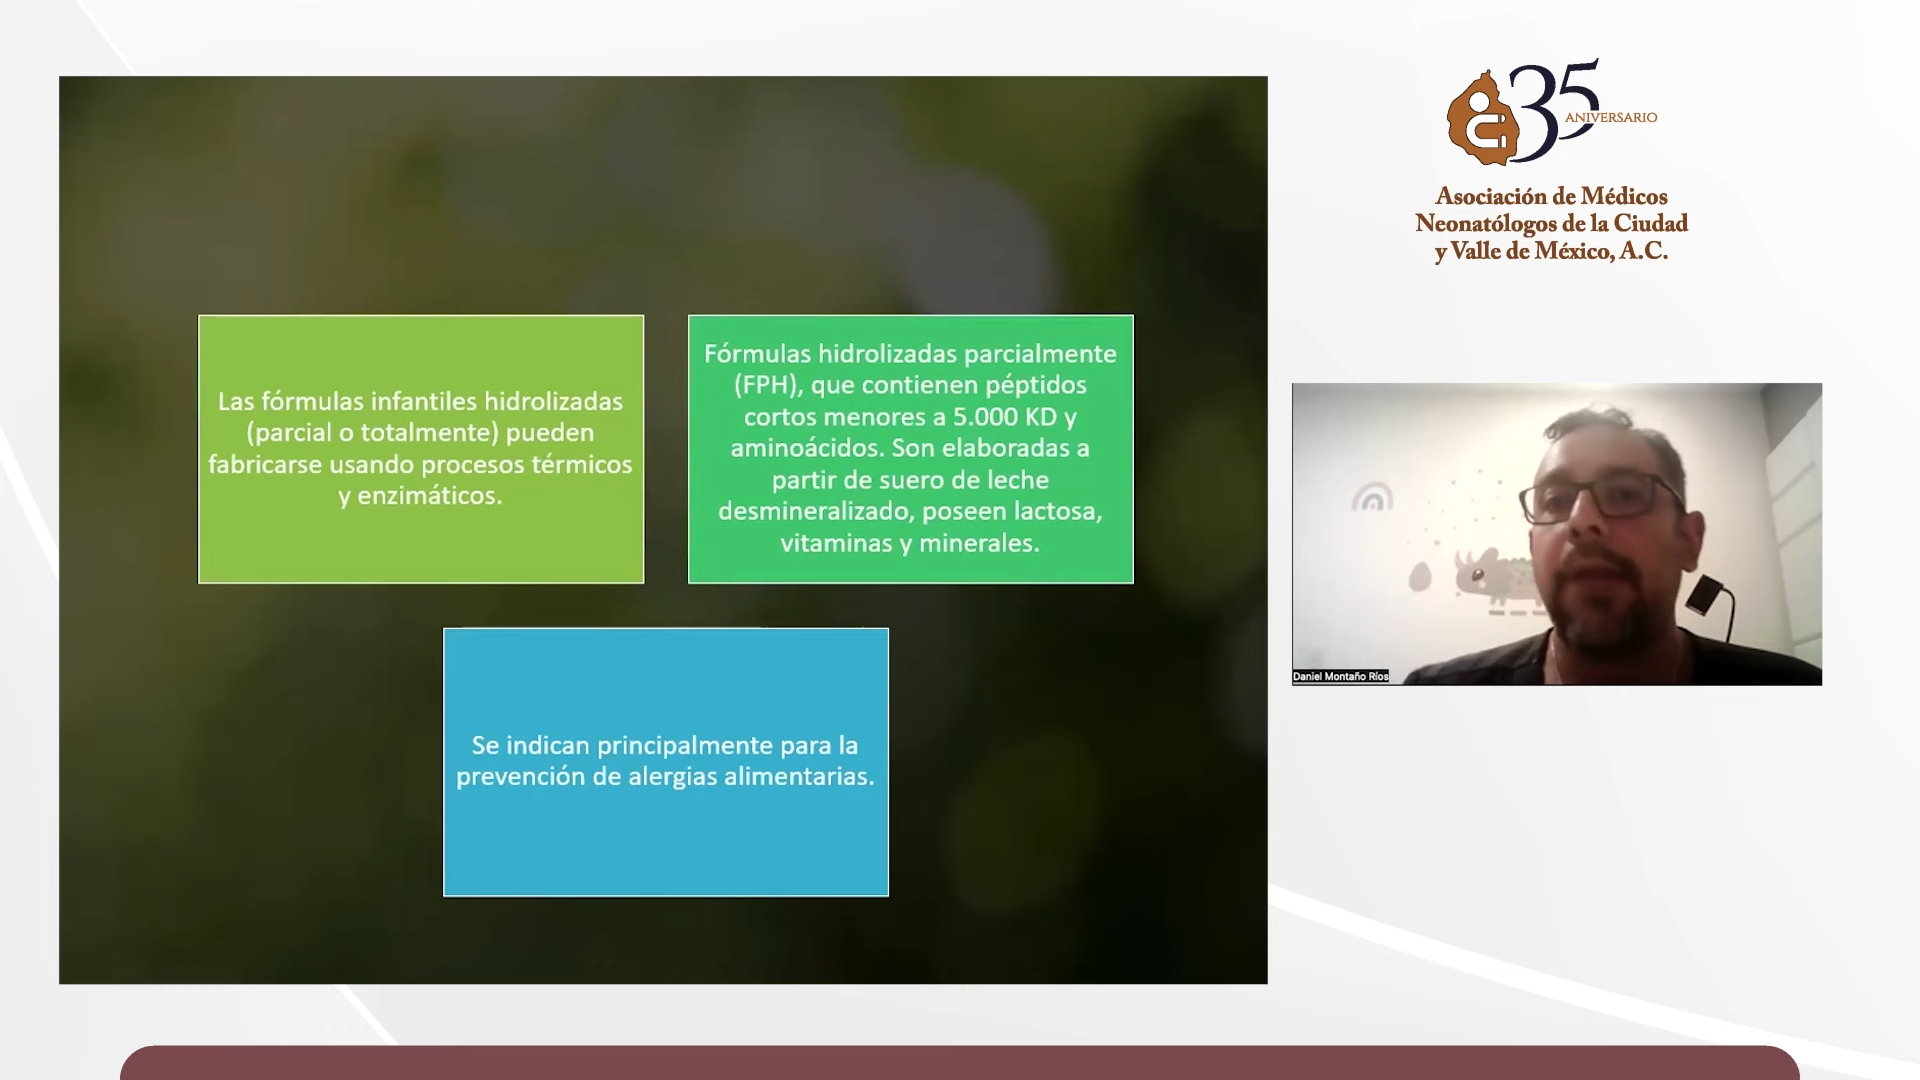 Las fórmulas infantiles hidrolizadas
(parcial o totalmente) pueden
fabricarse usando procesos térmicos
y enzimáticos.
Fórmulas hidrolizadas parcialmente
(FPH), que contienen péptidos
cortos menores a 5.000 KD y
aminoácidos. Son elaboradas a
partir de suero de leche
desmineralizado, poseen lactosa,
vitaminas y minerales.
Se indican principalmente para la
prevención de alergias alimentarias.
35
ANIVERSARIO
Asociación de Médicos
Neonatólogos de la Ciudad
y Valle de México, A.C.
Daniel Montaño Ríos